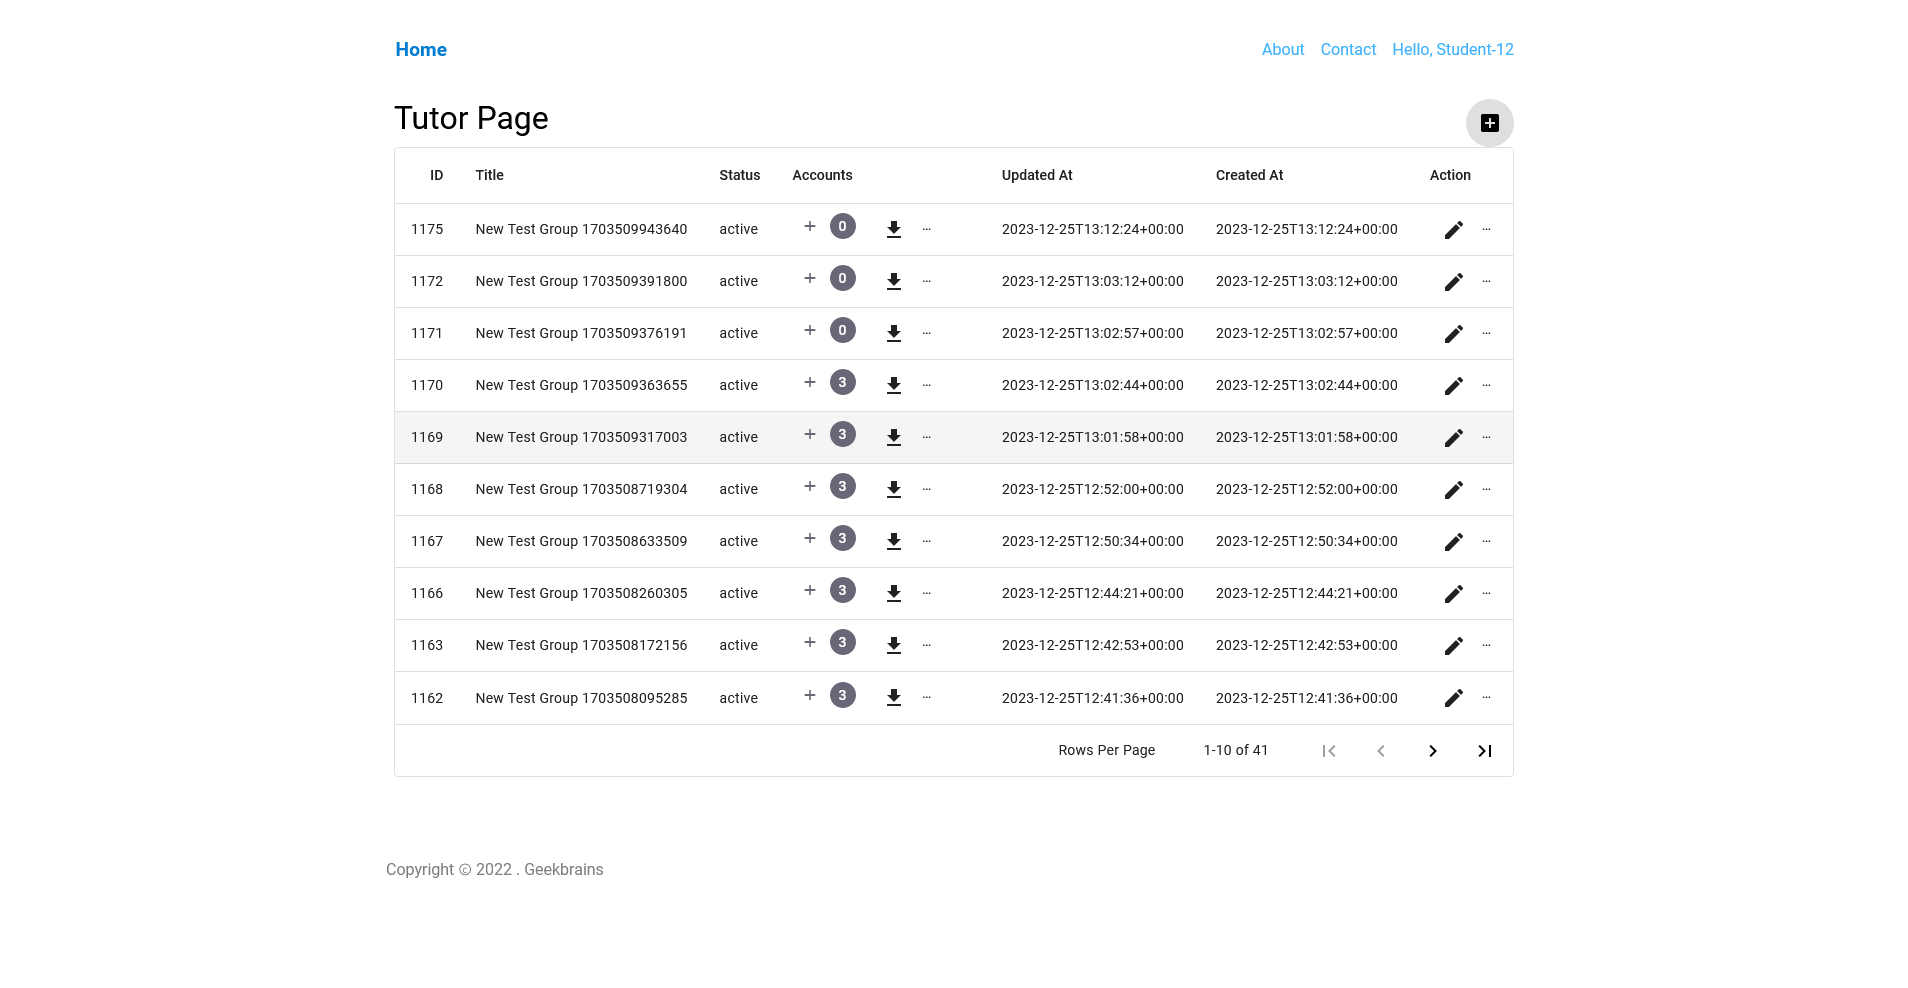 Home About Contact Hello, Student-12
Tutor Page
ID Title Status Accounts Updated At Created At Action
1175 New Test Group 1703509943640 active + 0 ... 2023-12-25T13:12:24+00:00 2023-12-25T13:12:24+00:00 ...
1172 New Test Group 1703509391800 active + 0 ... 2023-12-25T13:03:12+00:00 2023-12-25T13:03:12+00:00 ...
1171 New Test Group 1703509376191 active + 0 ... 2023-12-25T13:02:57+00:00 2023-12-25T13:02:57+00:00 ...
1170 New Test Group 1703509363655 active + 3 ... 2023-12-25T13:02:44+00:00 2023-12-25T13:02:44+00:00 ...
1169 New Test Group 1703509317003 active + 3 ... 2023-12-25T13:01:58+00:00 2023-12-25T13:01:58+00:00 ...
1168 New Test Group 1703508719304 active + 3 ... 2023-12-25T12:52:00+00:00 2023-12-25T12:52:00+00:00 ...
1167 New Test Group 1703508633509 active + 3 ... 2023-12-25T12:50:34+00:00 2023-12-25T12:50:34+00:00 ...
1166 New Test Group 1703508260305 active + 3 ... 2023-12-25T12:44:21+00:00 2023-12-25T12:44:21+00:00 ...
1163 New Test Group 1703508172156 active + 3 ... 2023-12-25T12:42:53+00:00 2023-12-25T12:42:53+00:00 ...
1162 New Test Group 1703508095285 active + 3 ... 2023-12-25T12:41:36+00:00 2023-12-25T12:41:36+00:00 ...
Rows Per Page 1-10 of 41
Copyright © 2022 . Geekbrains